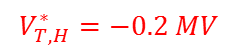 V*T,H = −0.2 MV